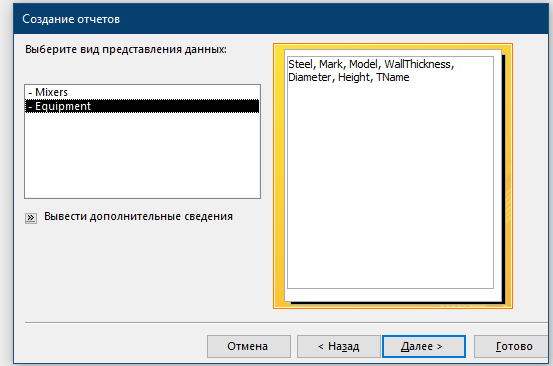 Создание отчетов
Выберите вид представления данных:
- Mixers
- Equipment
Steel, Mark, Model, WallThickness,
Diameter, Height, TName
Вывести дополнительные сведения
Отмена
< Назад
Далее >
Готово